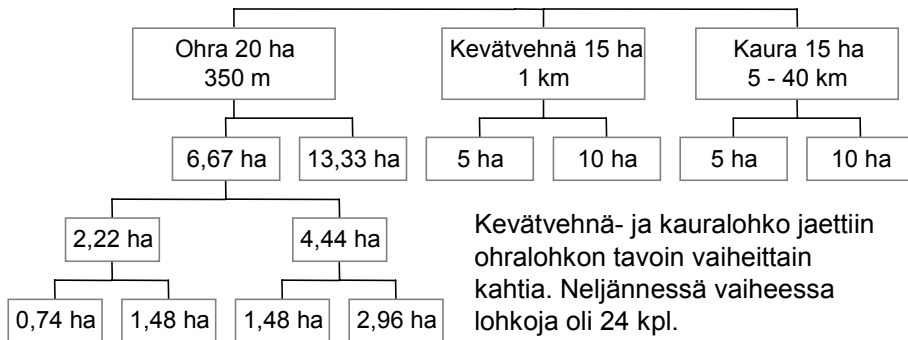 Ohra 20 ha
350 m
Kevätvehnä 15 ha
1 km
Kaura 15 ha
5 - 40 km
6,67 ha
13,33 ha
5 ha
10 ha
5 ha
10 ha
2,22 ha
4,44 ha
0,74 ha
1,48 ha
1,48 ha
2,96 ha
Kevätvehnä- ja kauralohko jaettiin
ohralohkon tavoin vaiheittain
kahtia. Neljännessä vaiheessa
lohkoja oli 24 kpl.